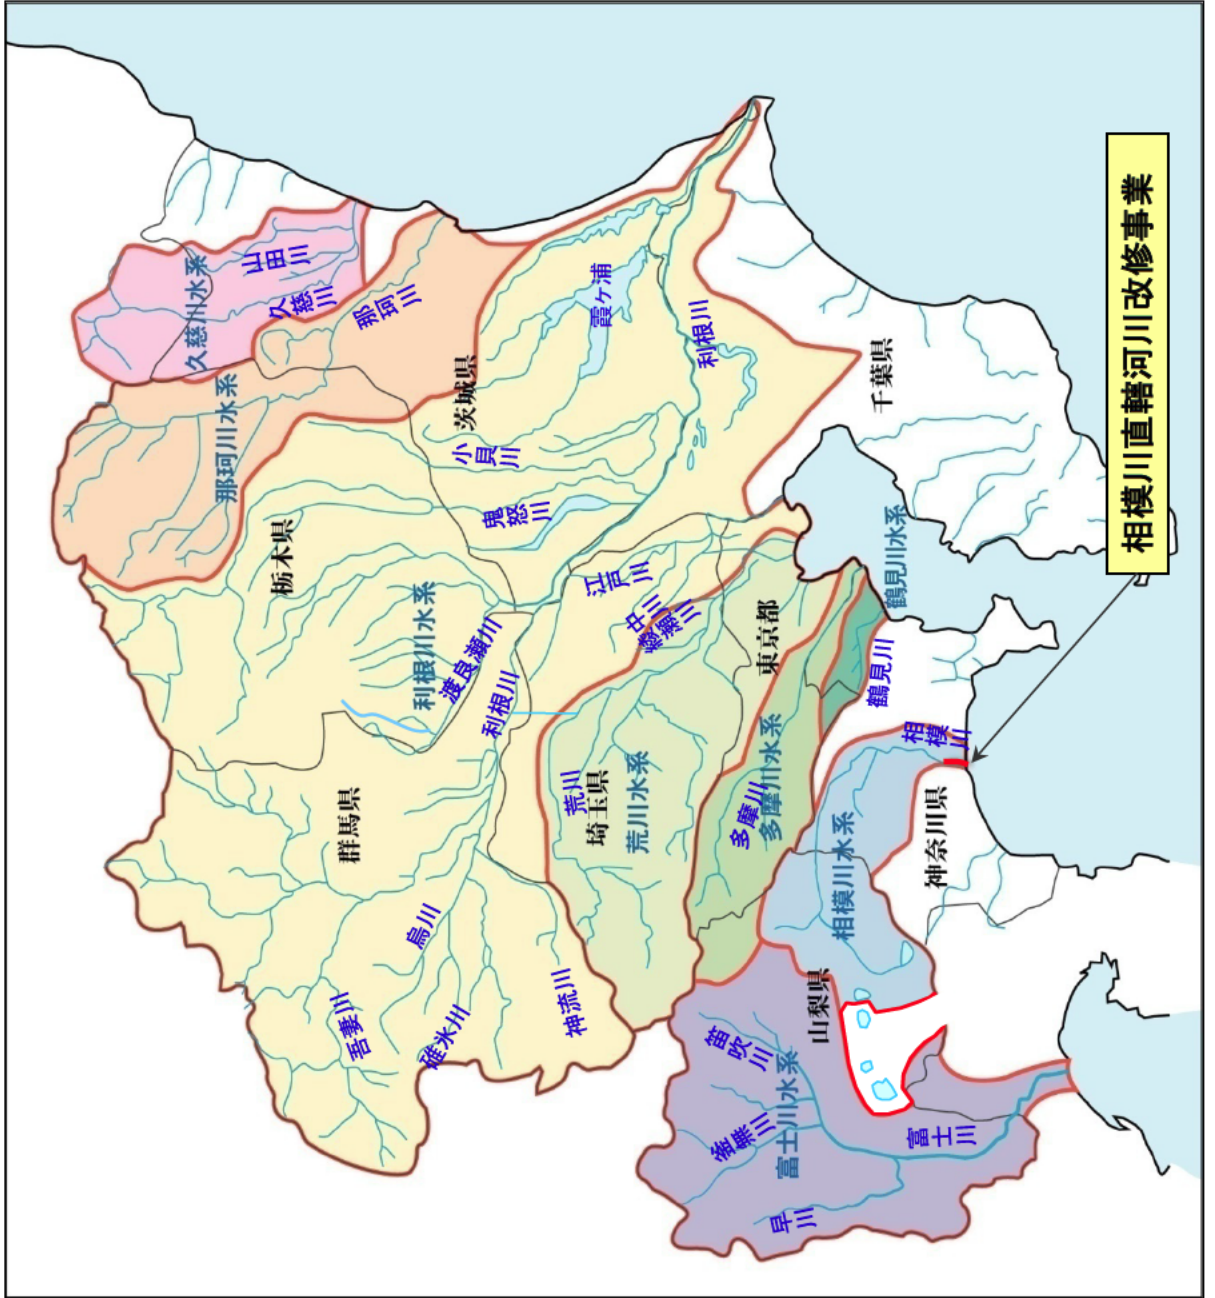 久慈川水系
那珂川水系
山田川
栃木県
久慈川
吾妻川
群馬県
那珂川
烏川
利根川水系
碓氷川
茨城県
渡良瀬川
小貝川
利根川
鬼怒川
神流川
荒川
埼玉県
霞ヶ浦
江戸川
荒川水系
中川
綾瀬川
利根川
笛吹川
釜無川
多摩川
東京都
多摩川水系
富士川水系
早川
山梨県
相模川水系
鶴見川
千葉県
鶴見川水系
富士川
神奈川県
相模川
相模川直轄河川改修事業